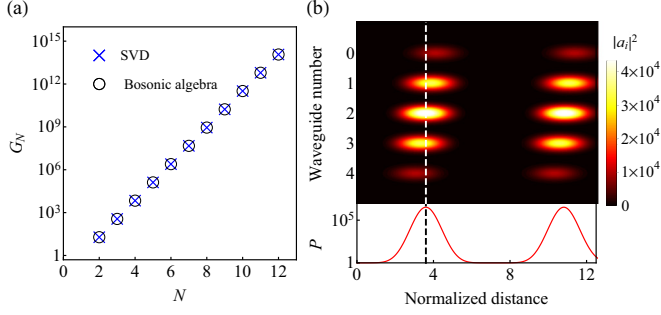 (a)
10^15
10^12
10^9
10^6
10^3
1
G_N
SVD
Bosonic algebra
0
2
4
6
8
10
12
N
(b)
Waveguide number
0
1
2
3
4
|a_i|^2
4×10^4
3×10^4
2×10^4
1×10^4
0
P
10^5
1
0
4
8
12
Normalized distance